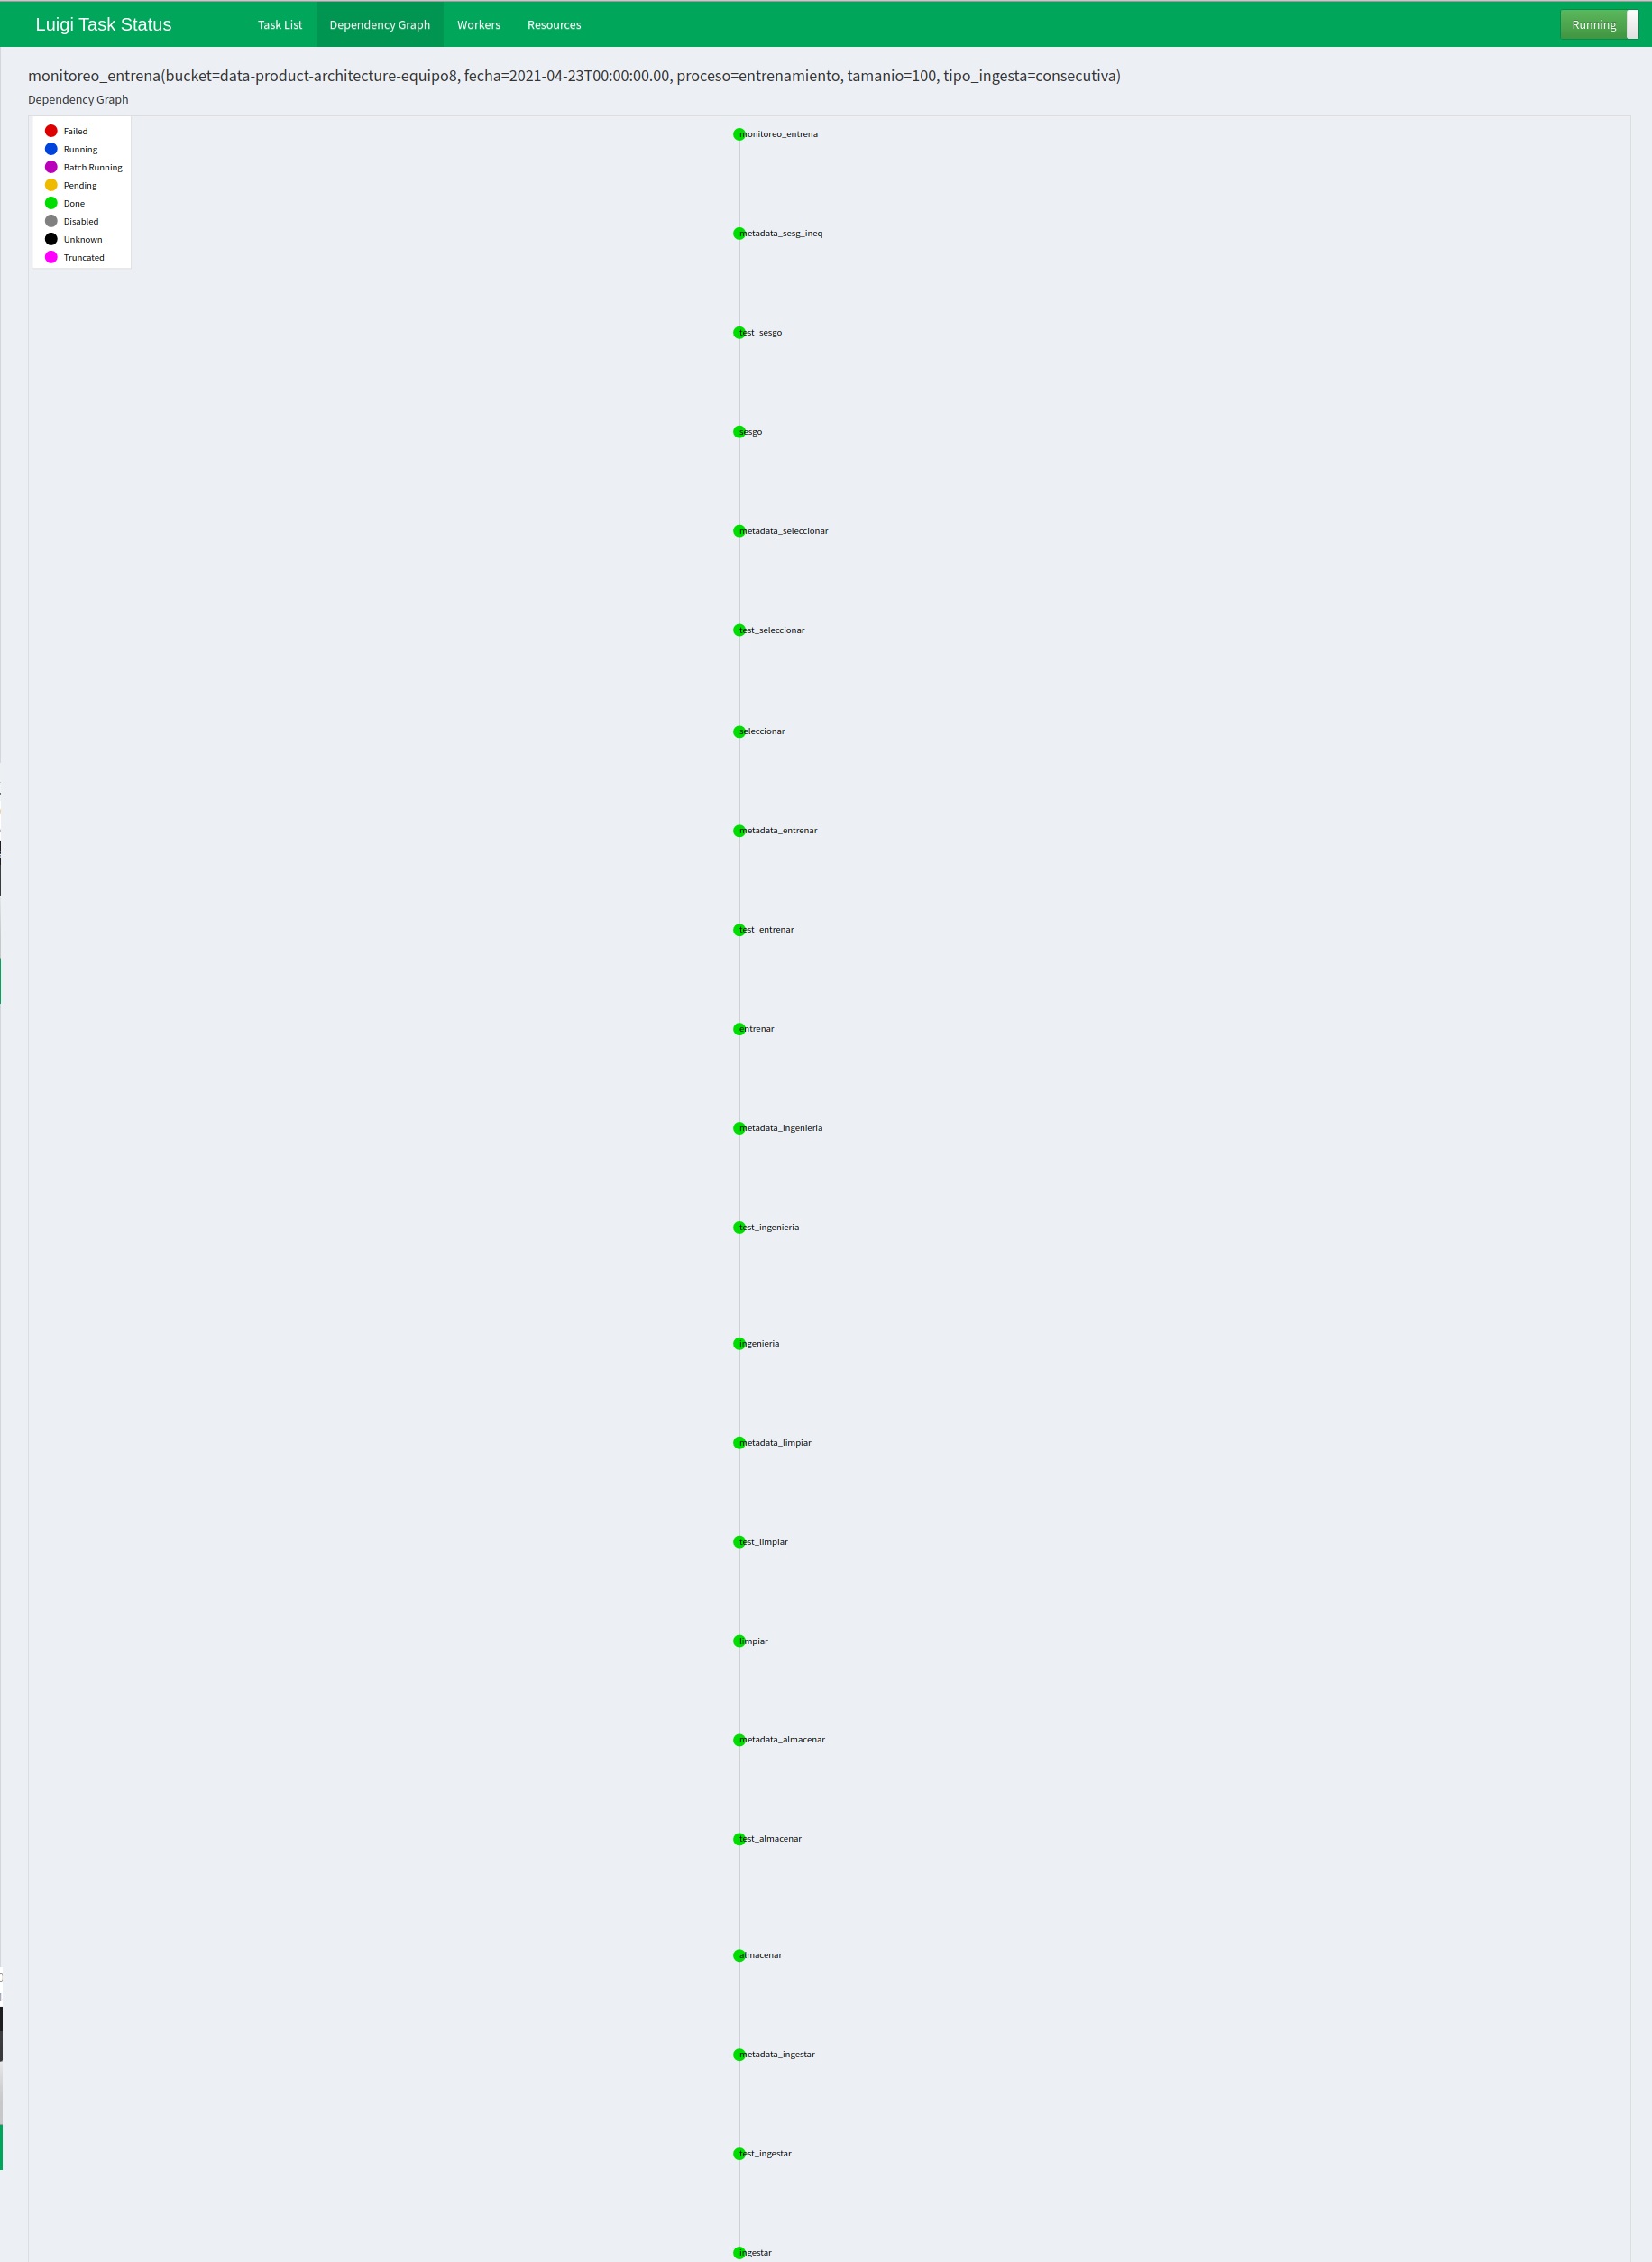 Luigi Task Status Task List Dependency Graph Workers Resources Running
monitoreo_entrena(bucket=data-product-architecture-equipo8, fecha=2021-04-23T00:00:00.00, proceso=entrenamiento, tamanio=100, tipo_ingesta=consecutiva)
Dependency Graph
Failed
Running
Batch Running
Pending
Done
Disabled
Unknown
Truncated
monitoreo_entrena
metadata_sesg_ineq
test_sesgo
sesgo
metadata_seleccionar
test_seleccionar
seleccionar
metadata_entrenar
test_entrenar
entrenar
metadata_ingenieria
test_ingenieria
ingenieria
metadata_limpiar
test_limpiar
limpiar
metadata_almacenar
test_almacenar
almacenar
metadata_ingestar
test_ingestar
ingestar